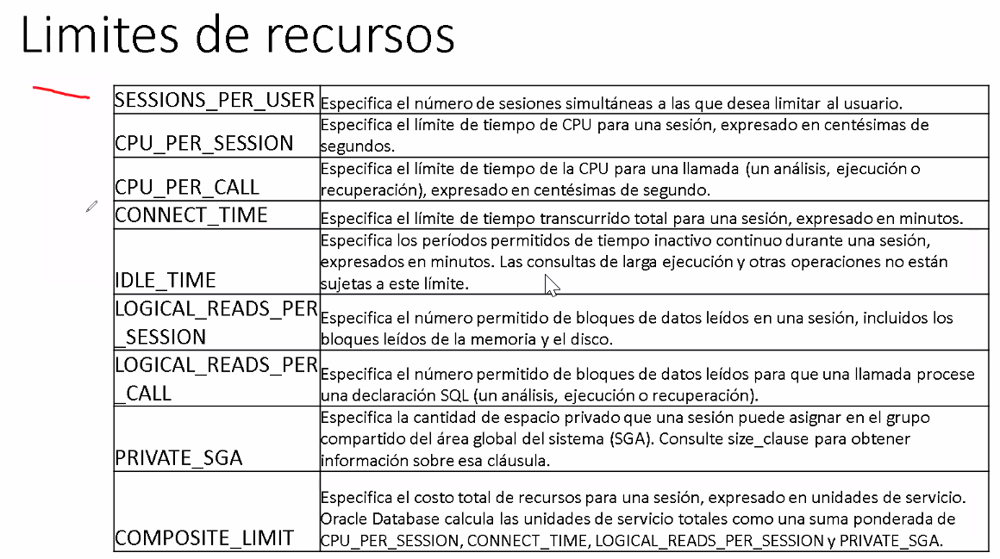 Limites de recursos
SESSIONS_PER_USER
Especifica el número de sesiones simultáneas a las que desea limitar al usuario.
CPU_PER_SESSION
Especifica el límite de tiempo de CPU para una sesión, expresado en centésimas de
segundos.
CPU_PER_CALL
Especifica el límite de tiempo de la CPU para una llamada (un análisis, ejecución o
recuperación), expresado en centésimas de segundo.
CONNECT_TIME
Especifica el límite de tiempo transcurrido total para una sesión, expresado en minutos.
IDLE_TIME
Especifica los períodos permitidos de tiempo inactivo continuo durante una sesión,
expresados en minutos. Las consultas de larga ejecución y otras operaciones no están
sujetas a este límite.
LOGICAL_READS_PER
_SESSION
Especifica el número permitido de bloques de datos leídos en una sesión, incluidos los
bloques leídos de la memoria y el disco.
LOGICAL_READS_PER
_CALL
Especifica el número permitido de bloques de datos leídos para que una llamada procese
una declaración SQL (un análisis, ejecución o recuperación).
PRIVATE_SGA
Especifica la cantidad de espacio privado que una sesión puede asignar en el grupo
compartido del área global del sistema (SGA). Consulte size_clause para obtener
información sobre esa cláusula.
COMPOSITE_LIMIT
Especifica el costo total de recursos para una sesión, expresado en unidades de servicio.
Oracle Database calcula las unidades de servicio totales como una suma ponderada de
CPU_PER_SESSION, CONNECT_TIME, LOGICAL_READS_PER_SESSION y PRIVATE_SGA.